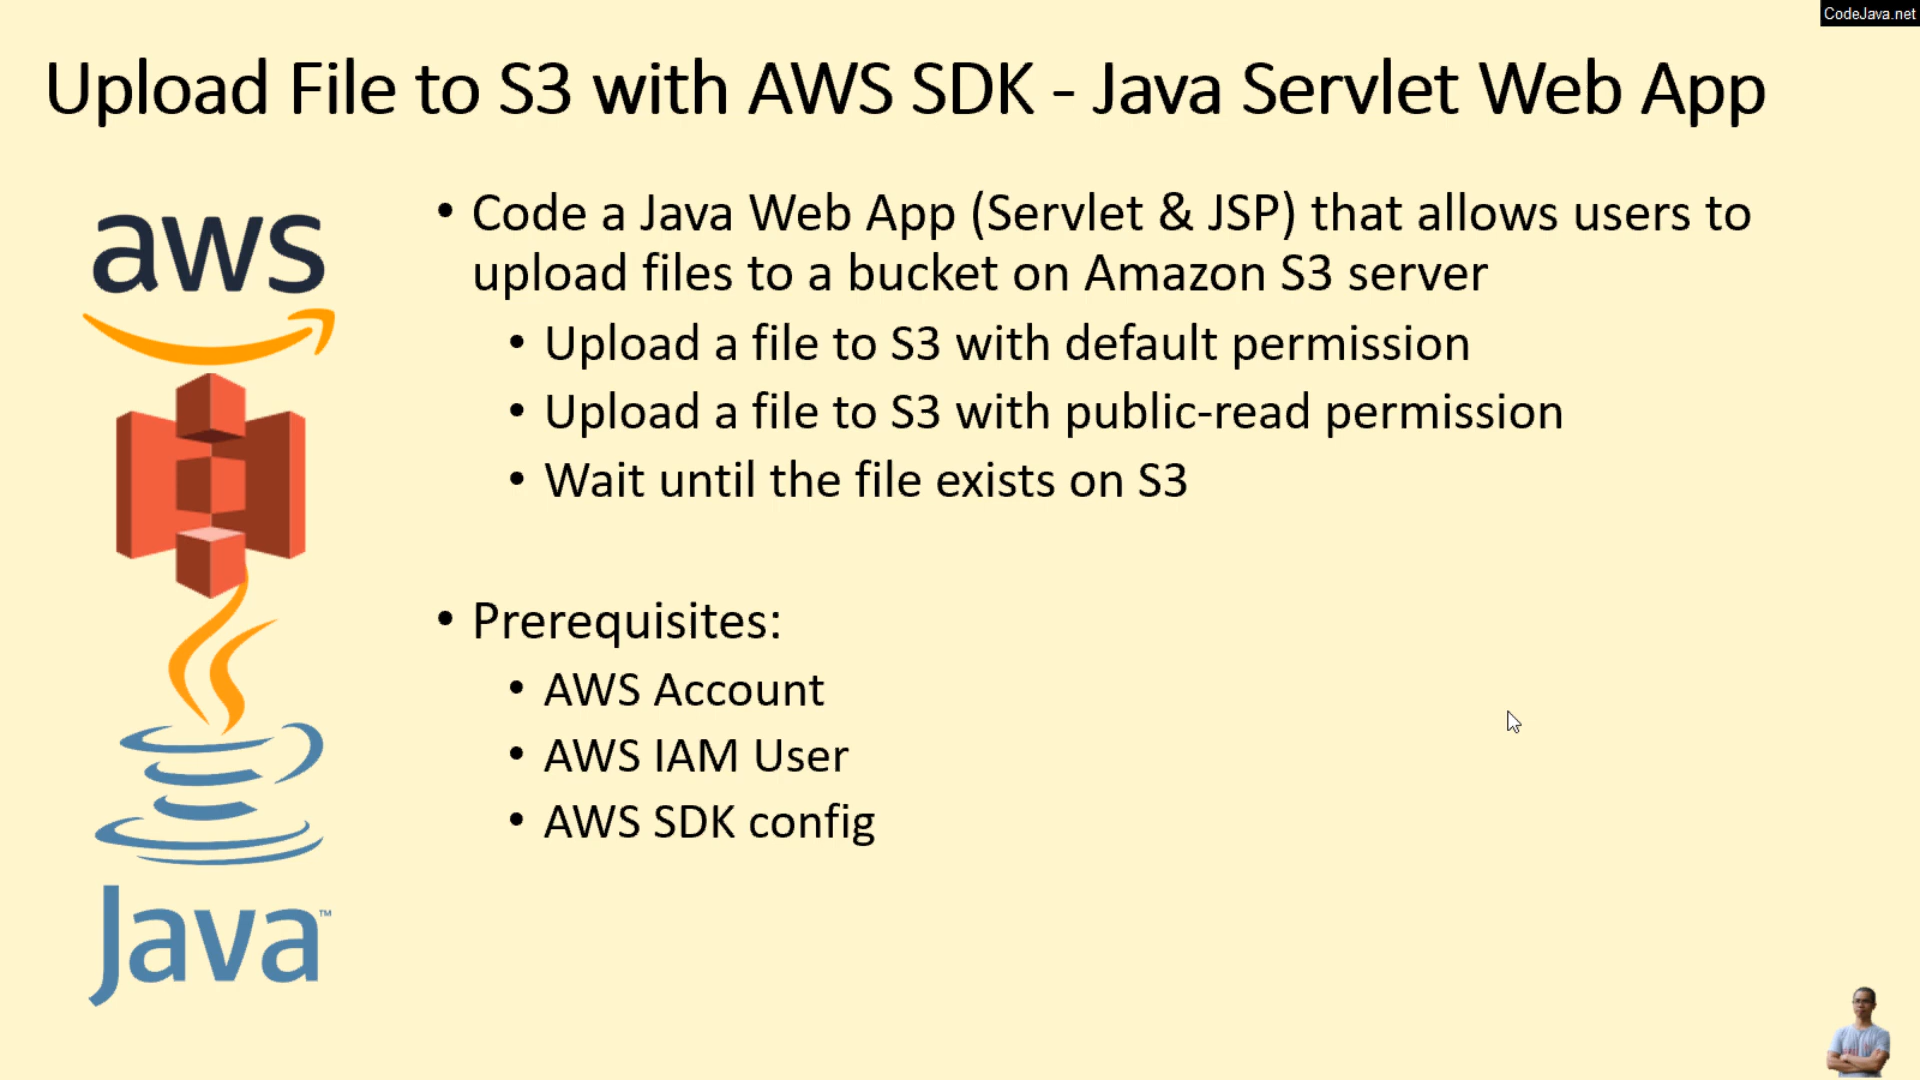 CodeJava.net
Upload File to S3 with AWS SDK - Java Servlet Web App
aws
• Code a Java Web App (Servlet & JSP) that allows users to
upload files to a bucket on Amazon S3 server
• Upload a file to S3 with default permission
• Upload a file to S3 with public-read permission
• Wait until the file exists on S3
• Prerequisites:
• AWS Account
• AWS IAM User
• AWS SDK config
Java™